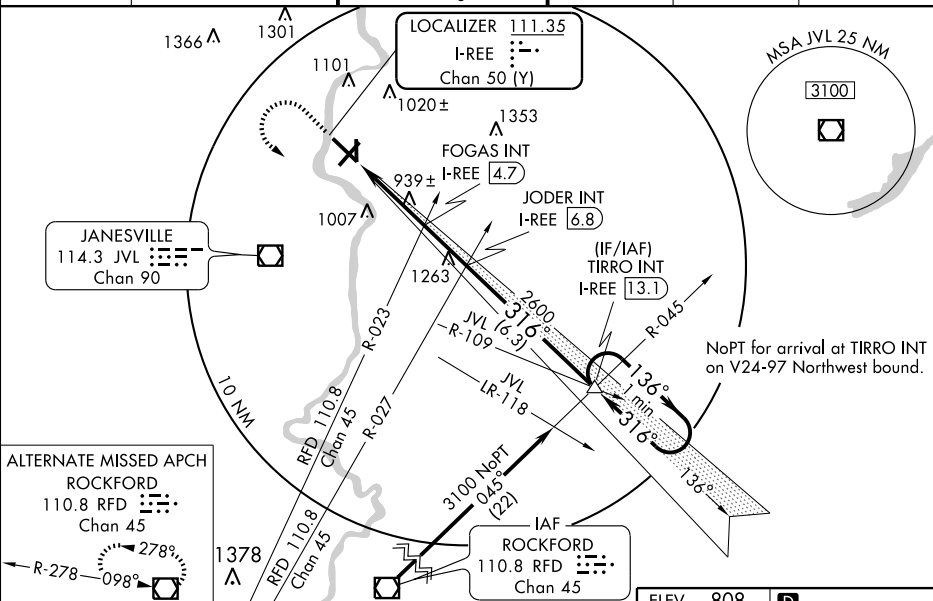 1366
1301
LOCALIZER 111.35
I-REE
Chan 50 (Y)
MSA JVL 25 NM
3100
1101
1020 ±
1353
FOGAS INT
I-REE 4.7
939 ±
JODER INT
I-REE 6.8
1007
JANESVILLE
114.3 JVL
Chan 90
1263
(IF/IAF)
TIRRO INT
I-REE 13.1
2600
316°
(6.3)
JVL
R-109
R-045
R-023
R-027
NoPT for arrival at TIRRO INT
on V24-97 Northwest bound.
136°
1 min
316°
136°
JVL
LR-118
10 NM
RFD 110.8
Chan 45
RFD 110.8
Chan 45
3100 NoPT
045°
(22)
ALTERNATE MISSED APCH
ROCKFORD
110.8 RFD
Chan 45
278°
R-278
098°
1378
IAF
ROCKFORD
110.8 RFD
Chan 45
ELEV 808
D